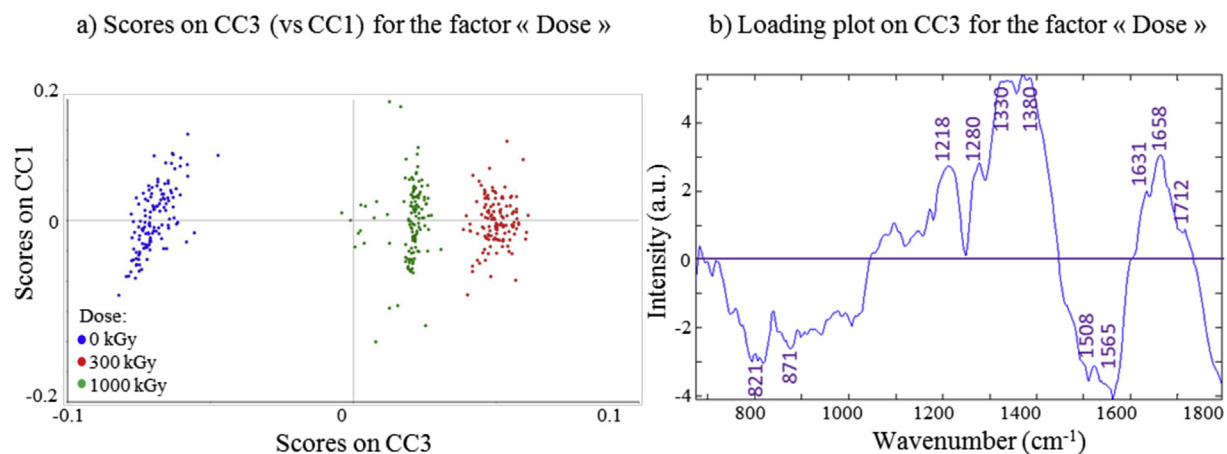 a) Scores on CC3 (vs CC1) for the factor « Dose »
0.2
Scores on CC1
0
-0.2
Dose:
0 kGy
300 kGy
1000 kGy
-0.1
0
0.1
Scores on CC3
b) Loading plot on CC3 for the factor « Dose »
Intensity (a.u.)
4
2
0
-2
-4
821
871
1218
1280
1330
1380
1508
1565
1631
1658
1712
800
1000
1200
1400
1600
1800
Wavenumber (cm-1)